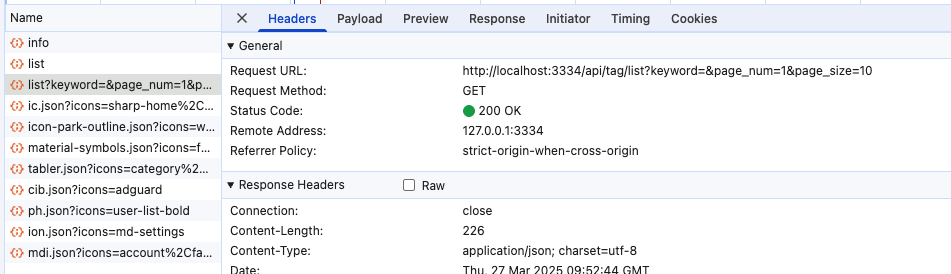 Name
info
list
list?keyword=&page_num=1&p...
ic.json?icons=sharp-home%2C...
icon-park-outline.json?icons=w...
material-symbols.json?icons=f...
tabler.json?icons=category%2...
cib.json?icons=adguard
ph.json?icons=user-list-bold
ion.json?icons=md-settings
mdi.json?icons=account%2Cfa...
Headers Payload Preview Response Initiator Timing Cookies
General
Request URL: http://localhost:3334/api/tag/list?keyword=&page_num=1&page_size=10
Request Method: GET
Status Code: 200 OK
Remote Address: 127.0.0.1:3334
Referrer Policy: strict-origin-when-cross-origin
Response Headers Raw
Connection: close
Content-Length: 226
Content-Type: application/json; charset=utf-8
Date: Thu, 27 Mar 2025 09:52:44 GMT